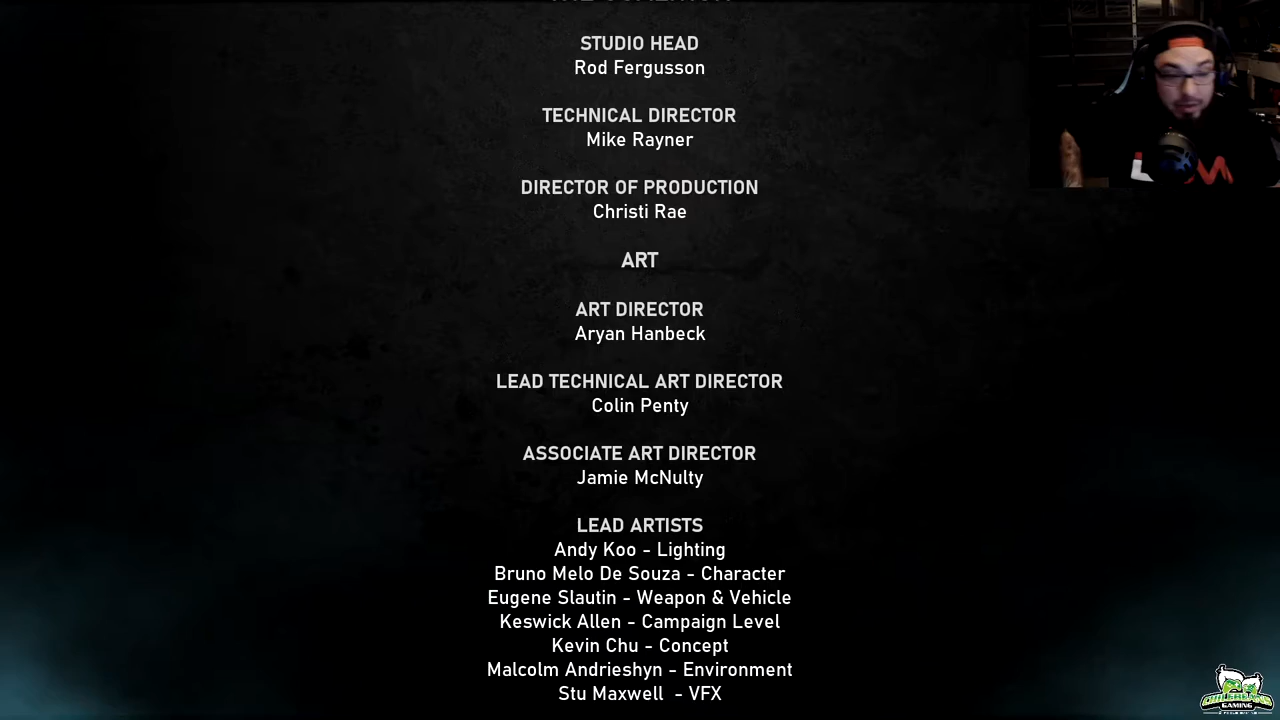 STUDIO HEAD
Rod Fergusson
TECHNICAL DIRECTOR
Mike Rayner
DIRECTOR OF PRODUCTION
Christi Rae
ART
ART DIRECTOR
Aryan Hanbeck
LEAD TECHNICAL ART DIRECTOR
Colin Penty
ASSOCIATE ART DIRECTOR
Jamie McNulty
LEAD ARTISTS
Andy Koo - Lighting
Bruno Melo De Souza - Character
Eugene Slautin - Weapon & Vehicle
Keswick Allen - Campaign Level
Kevin Chu - Concept
Malcolm Andrieshyn - Environment
Stu Maxwell - VFX
GAMING